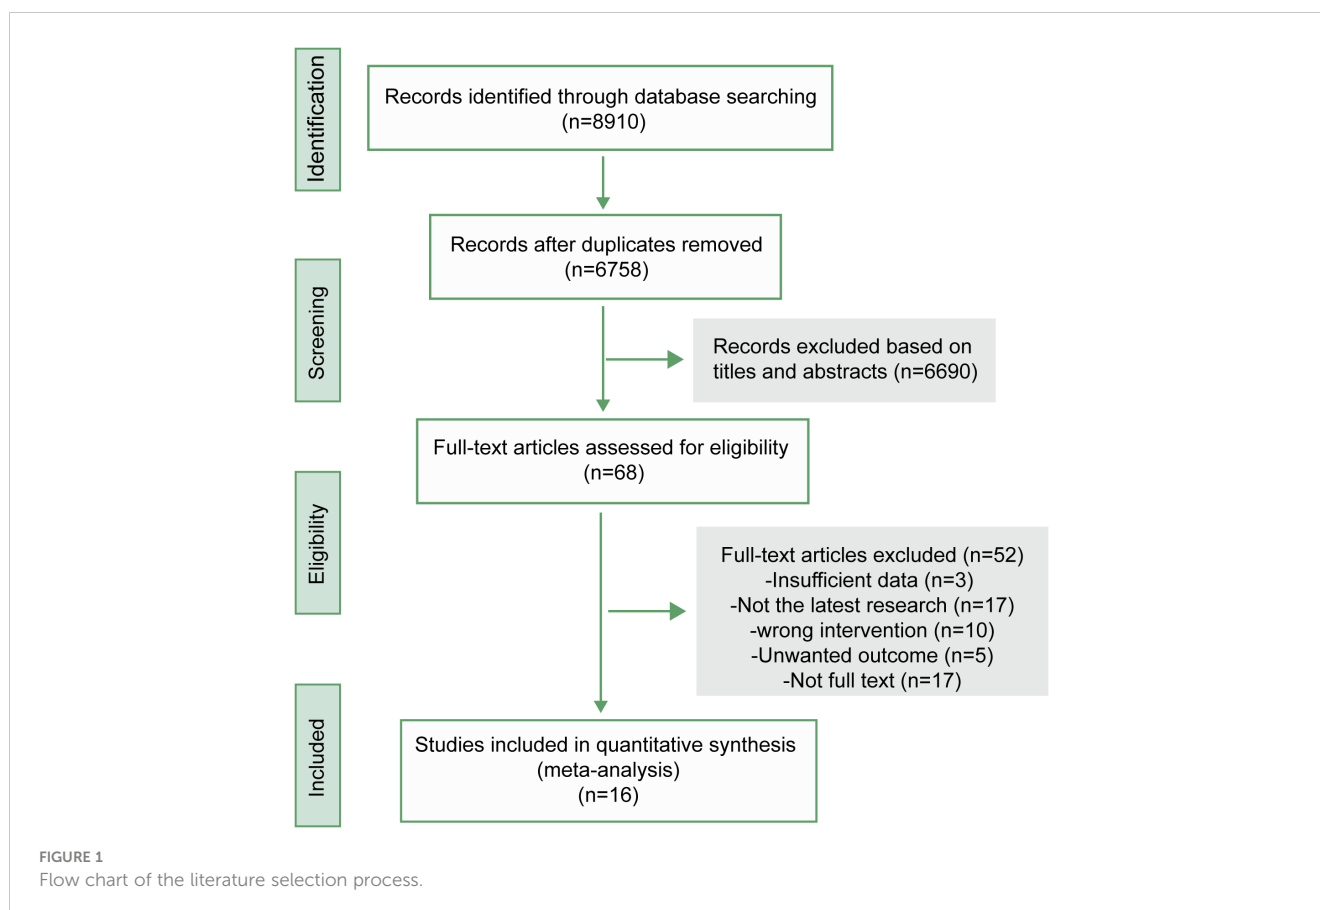 Identification
Records identified through database searching
(n=8910)
Records after duplicates removed
(n=6758)
Screening
Records excluded based on
titles and abstracts (n=6690)
Full-text articles assessed for eligibility
(n=68)
Eligibility
Full-text articles excluded (n=52)
-Insufficient data (n=3)
-Not the latest research (n=17)
-wrong intervention (n=10)
-Unwanted outcome (n=5)
-Not full text (n=17)
Included
Studies included in quantitative synthesis
(meta-analysis)
(n=16)
FIGURE 1
Flow chart of the literature selection process.